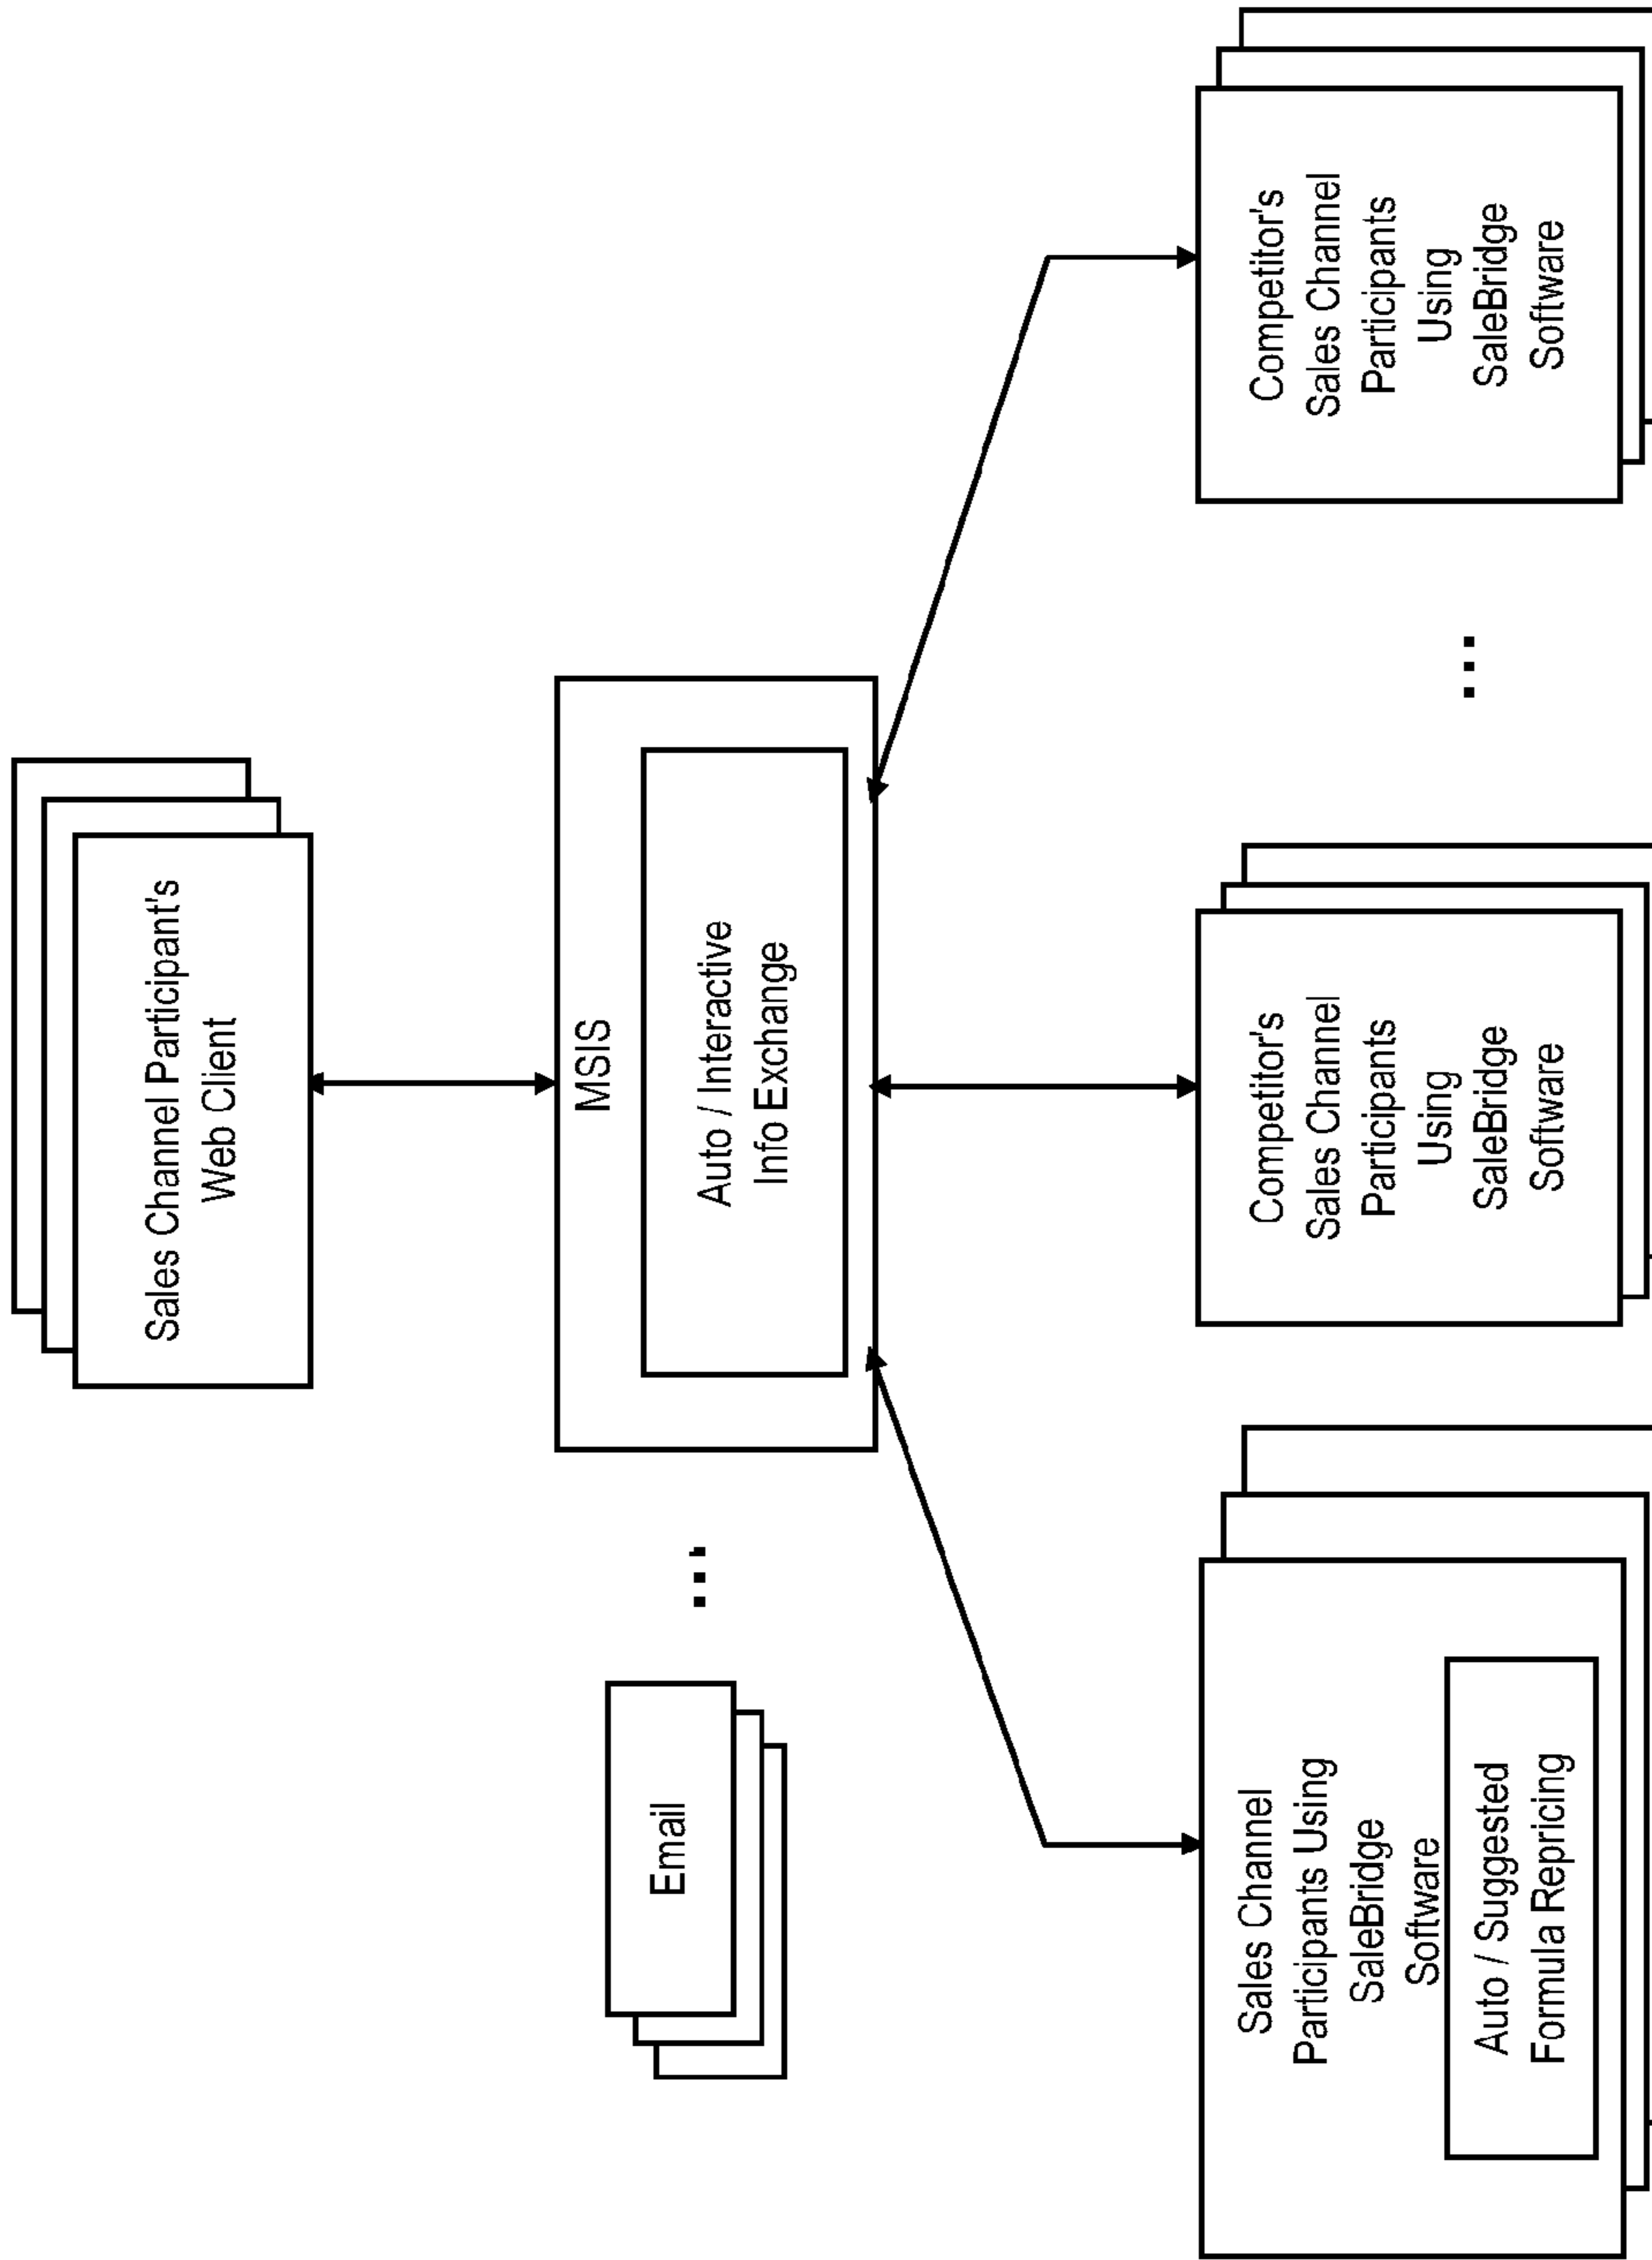 Sales Channel Participant's
Web Client
MSIS
Auto / Interactive
Info Exchange
Email
...
Sales Channel
Participants Using
SaleBridge
Software
Auto / Suggested
Formula Repricing
Competitor's
Sales Channel
Participants
Using
SaleBridge
Software
...
Competitor's
Sales Channel
Participants
Using
SaleBridge
Software